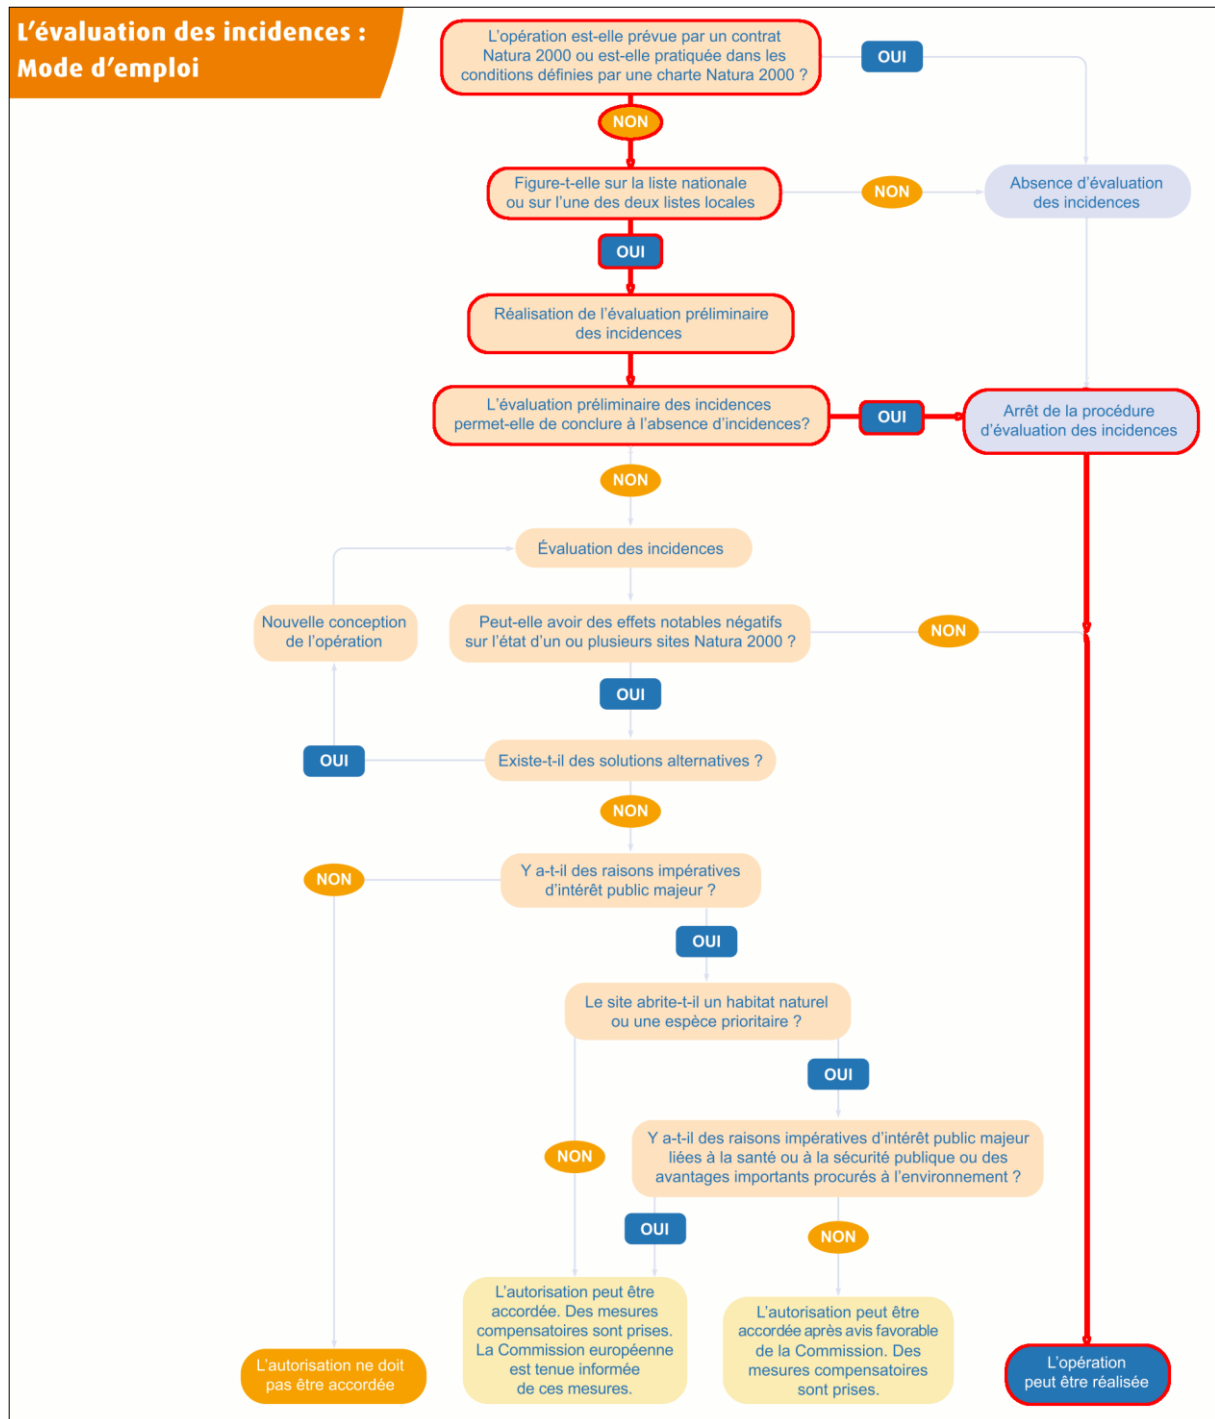 L'évaluation des incidences :
Mode d'emploi
L'opération est-elle prévue par un contrat
Natura 2000 ou est-elle pratiquée dans les
conditions définies par une charte Natura 2000 ?
OUI
NON
Figure-t-elle sur la liste nationale
ou sur l'une des deux listes locales
NON
Absence d'évaluation
des incidences
OUI
Réalisation de l'évaluation préliminaire
des incidences
L'évaluation préliminaire des incidences
permet-elle de conclure à l'absence d'incidences?
OUI
Arrêt de la procédure
d'évaluation des incidences
NON
Évaluation des incidences
Nouvelle conception
de l'opération
Peut-elle avoir des effets notables négatifs
sur l'état d'un ou plusieurs sites Natura 2000 ?
NON
OUI
OUI
Existe-t-il des solutions alternatives ?
NON
NON
Y a-t-il des raisons impératives
d'intérêt public majeur ?
OUI
Le site abrite-t-il un habitat naturel
ou une espèce prioritaire ?
OUI
NON
Y a-t-il des raisons impératives d'intérêt public majeur
liées à la santé ou à la sécurité publique ou des
avantages importants procurés à l'environnement ?
OUI
NON
L'autorisation ne doit
pas être accordée
L'autorisation peut être
accordée. Des mesures
compensatoires sont prises.
La Commission européenne
est tenue informée
de ces mesures.
L'autorisation peut être
accordée après avis favorable
de la Commission. Des
mesures compensatoires
sont prises.
L'opération
peut être réalisée